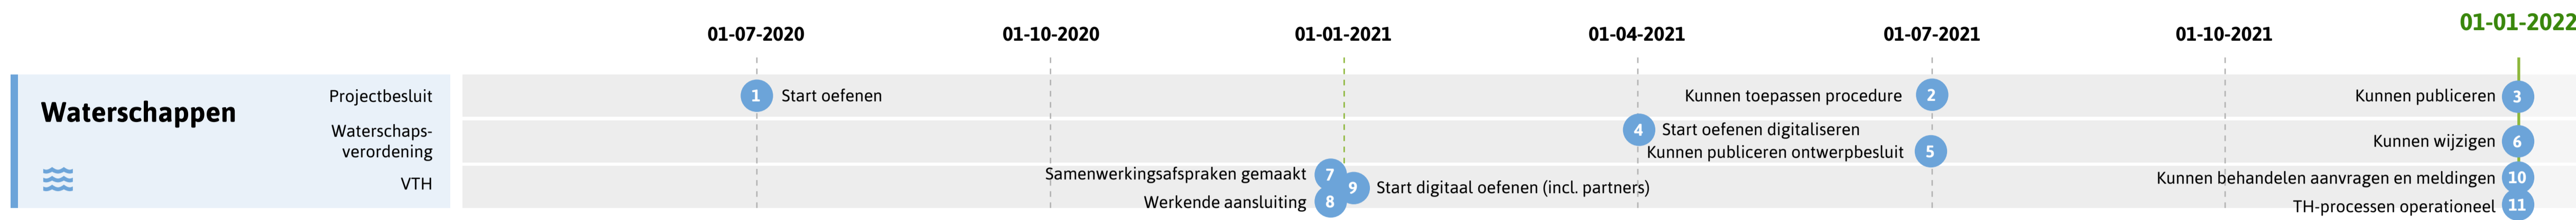 01-07-2020 01-10-2020 01-01-2021 01-04-2021 01-07-2021 01-10-2021 01-01-2022
Waterschappen
Projectbesluit
1 Start oefenen
Kunnen toepassen procedure 2
Kunnen publiceren 3
Waterschaps-
verordening
4 Start oefenen digitaliseren
Kunnen publiceren ontwerpbesluit 5
Kunnen wijzigen 6
VTH
Samenwerkingsafspraken gemaakt 7
Werkende aansluiting 8
9 Start digitaal oefenen (incl. partners)
Kunnen behandelen aanvragen en meldingen 10
TH-processen operationeel 11